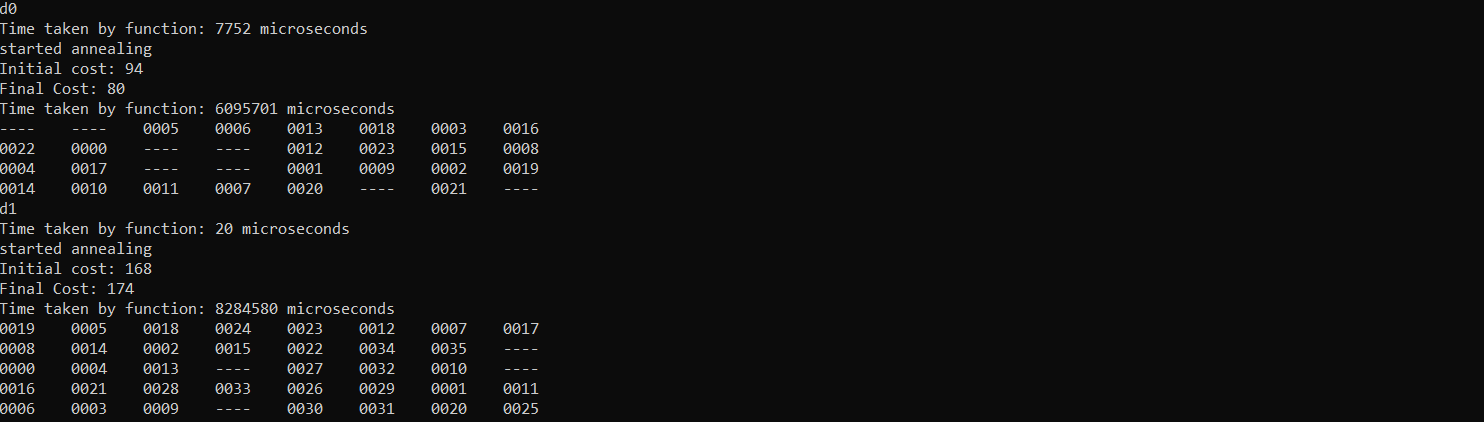 d0
Time taken by function: 7752 microseconds
started annealing
Initial cost: 94
Final Cost: 80
Time taken by function: 6095701 microseconds
---- ---- 0005 0006 0013 0018 0003 0016
0022 0000 ---- ---- 0012 0023 0015 0008
0004 0017 ---- ---- 0001 0009 0002 0019
0014 0010 0011 0007 0020 ---- 0021 ----
d1
Time taken by function: 20 microseconds
started annealing
Initial cost: 168
Final Cost: 174
Time taken by function: 8284580 microseconds
0019 0005 0018 0024 0023 0012 0007 0017
0008 0014 0002 0015 0022 0034 0035 ----
0000 0004 0013 ---- 0027 0032 0010 ----
0016 0021 0028 0033 0026 0029 0001 0011
0006 0003 0009 ---- 0030 0031 0020 0025